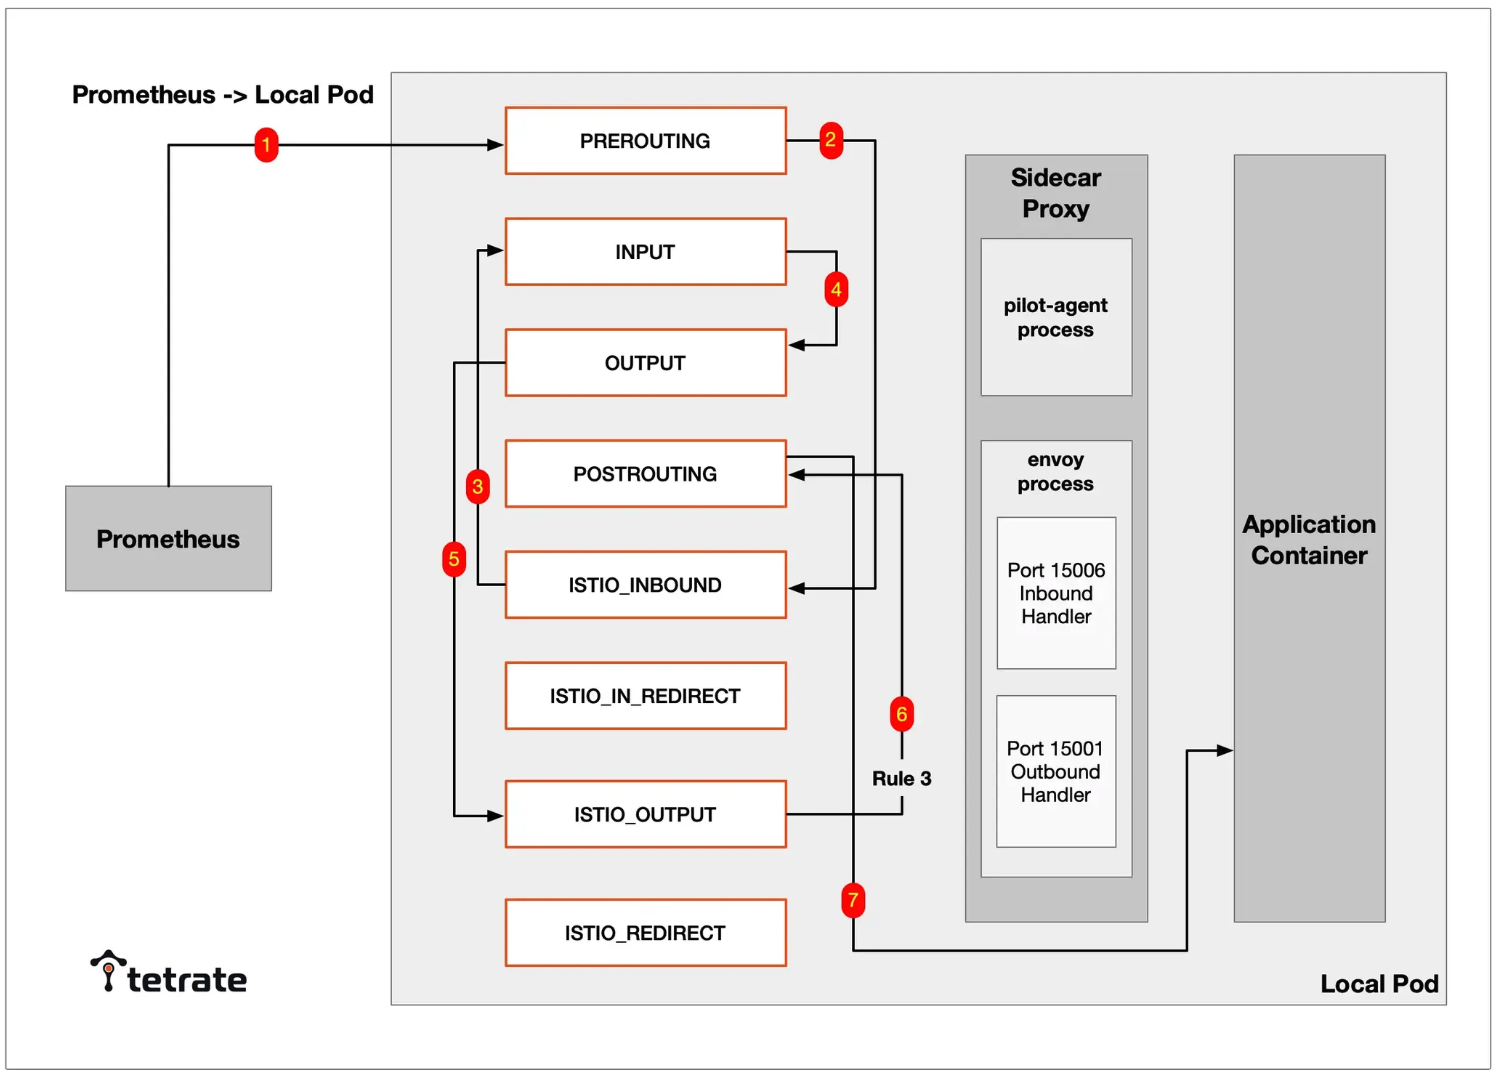 Prometheus -> Local Pod
1
PREROUTING
2
Sidecar
Proxy
INPUT
4
pilot-agent
process
OUTPUT
envoy
process
POSTROUTING
3
Prometheus
Application
Container
5
ISTIO_INBOUND
Port 15006
Inbound
Handler
ISTIO_IN_REDIRECT
6
Rule 3
Port 15001
Outbound
Handler
ISTIO_OUTPUT
7
ISTIO_REDIRECT
tetrate
Local Pod